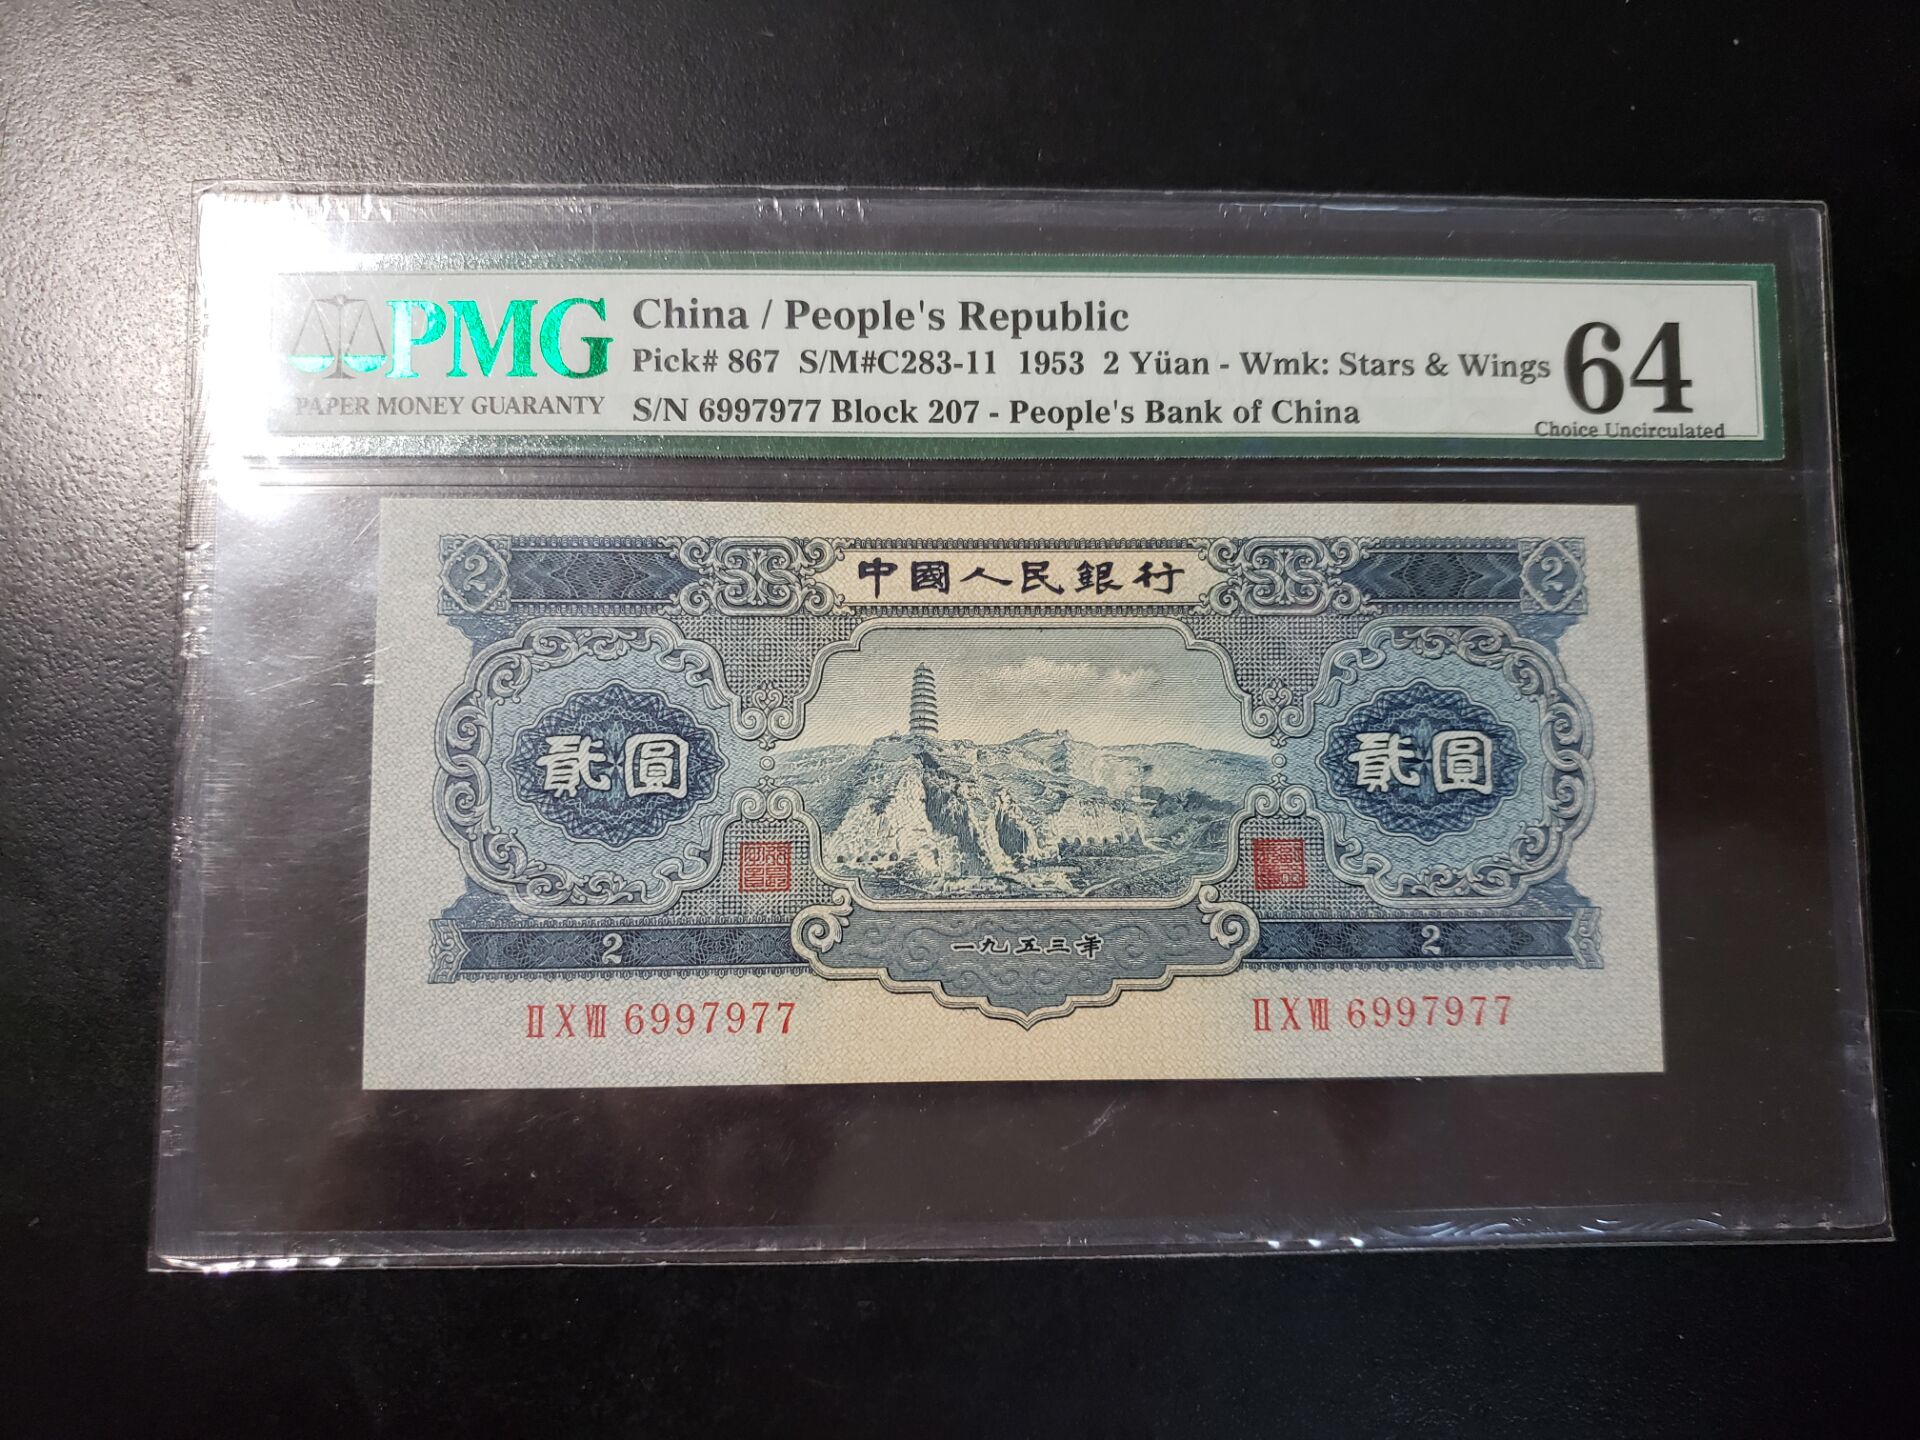 PMG
PAPER MONEY GUARANTY
China / People's Republic
Pick# 867 S/M#C283-11 1953 2 Yüan - Wmk: Stars & Wings
S/N 6997977 Block 207 - People's Bank of China
64
Choice Uncirculated
2 中國人民銀行 2
貳圓 貳圓
2 一九五三年 2
ⅡⅩⅦ 6997977 ⅡⅩⅦ 6997977